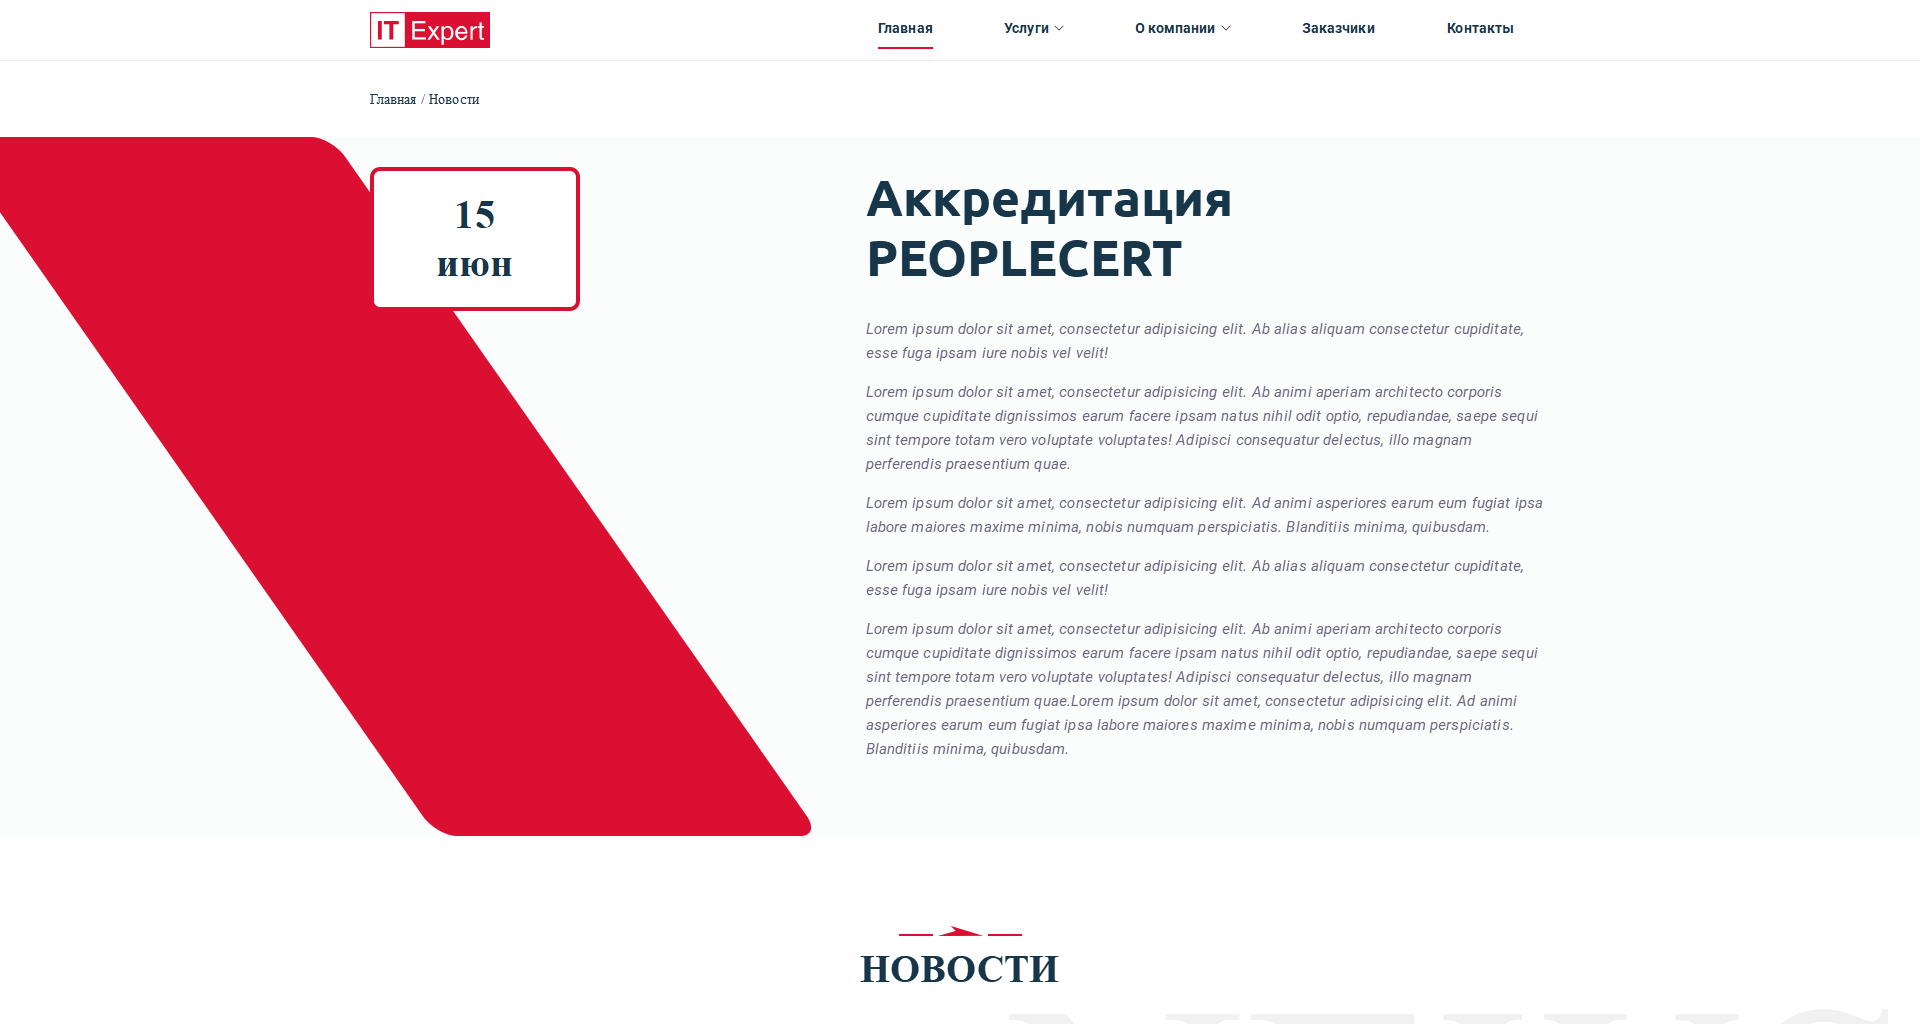 IT Expert
Главная Услуги О компании Заказчики Контакты
Главная / Новости
15
июн
Аккредитация
PEOPLECERT
Lorem ipsum dolor sit amet, consectetur adipisicing elit. Ab alias aliquam consectetur cupiditate,
esse fuga ipsam iure nobis vel velit!
Lorem ipsum dolor sit amet, consectetur adipisicing elit. Ab animi aperiam architecto corporis
cumque cupiditate dignissimos earum facere ipsam natus nihil odit optio, repudiandae, saepe sequi
sint tempore totam vero voluptate voluptates! Adipisci consequatur delectus, illo magnam
perferendis praesentium quae.
Lorem ipsum dolor sit amet, consectetur adipisicing elit. Ad animi asperiores earum eum fugiat ipsa
labore maiores maxime minima, nobis numquam perspiciatis. Blanditiis minima, quibusdam.
Lorem ipsum dolor sit amet, consectetur adipisicing elit. Ab alias aliquam consectetur cupiditate,
esse fuga ipsam iure nobis vel velit!
Lorem ipsum dolor sit amet, consectetur adipisicing elit. Ab animi aperiam architecto corporis
cumque cupiditate dignissimos earum facere ipsam natus nihil odit optio, repudiandae, saepe sequi
sint tempore totam vero voluptate voluptates! Adipisci consequatur delectus, illo magnam
perferendis praesentium quae.Lorem ipsum dolor sit amet, consectetur adipisicing elit. Ad animi
asperiores earum eum fugiat ipsa labore maiores maxime minima, nobis numquam perspiciatis.
Blanditiis minima, quibusdam.
НОВОСТИ